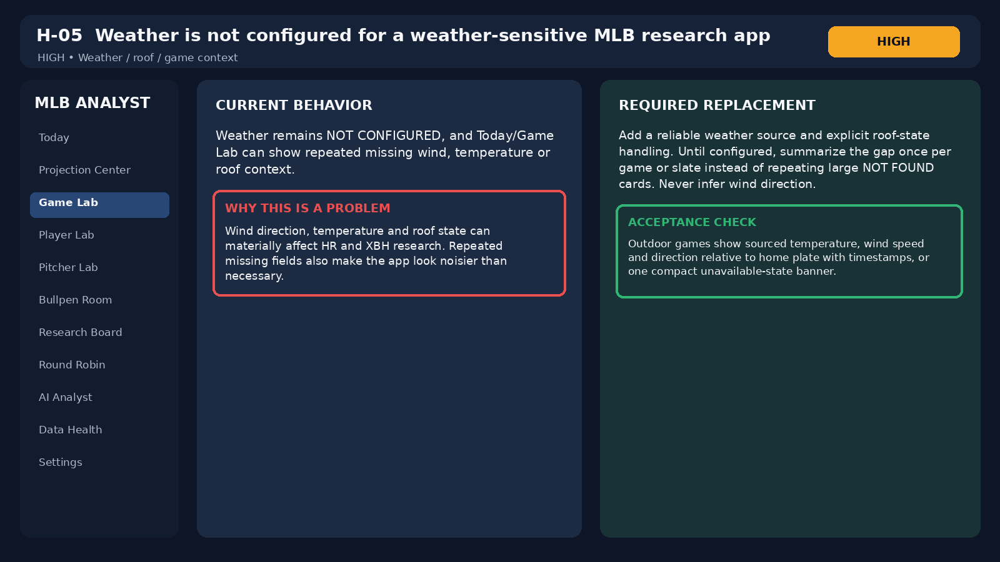 H-05  Weather is not configured for a weather-sensitive MLB research app
HIGH • Weather / roof / game context
HIGH
MLB ANALYST
Today
Projection Center
Game Lab
Player Lab
Pitcher Lab
Bullpen Room
Research Board
Round Robin
AI Analyst
Data Health
Settings
CURRENT BEHAVIOR
Weather remains NOT CONFIGURED, and Today/Game
Lab can show repeated missing wind, temperature or
roof context.
WHY THIS IS A PROBLEM
Wind direction, temperature and roof state can
materially affect HR and XBH research. Repeated
missing fields also make the app look noisier than
necessary.
REQUIRED REPLACEMENT
Add a reliable weather source and explicit roof-state
handling. Until configured, summarize the gap once per
game or slate instead of repeating large NOT FOUND
cards. Never infer wind direction.
ACCEPTANCE CHECK
Outdoor games show sourced temperature, wind speed
and direction relative to home plate with timestamps, or
one compact unavailable-state banner.